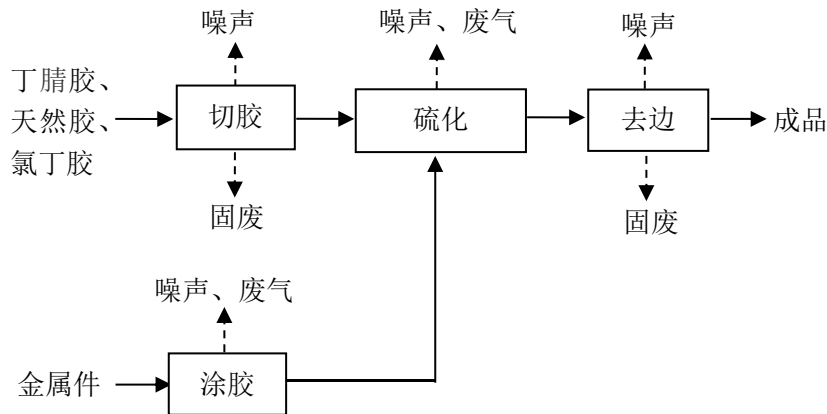 噪声
噪声、废气
噪声
丁腈胶、
天然胶、
氯丁胶
切胶
硫化
去边
成品
固废
固废
噪声、废气
金属件
涂胶